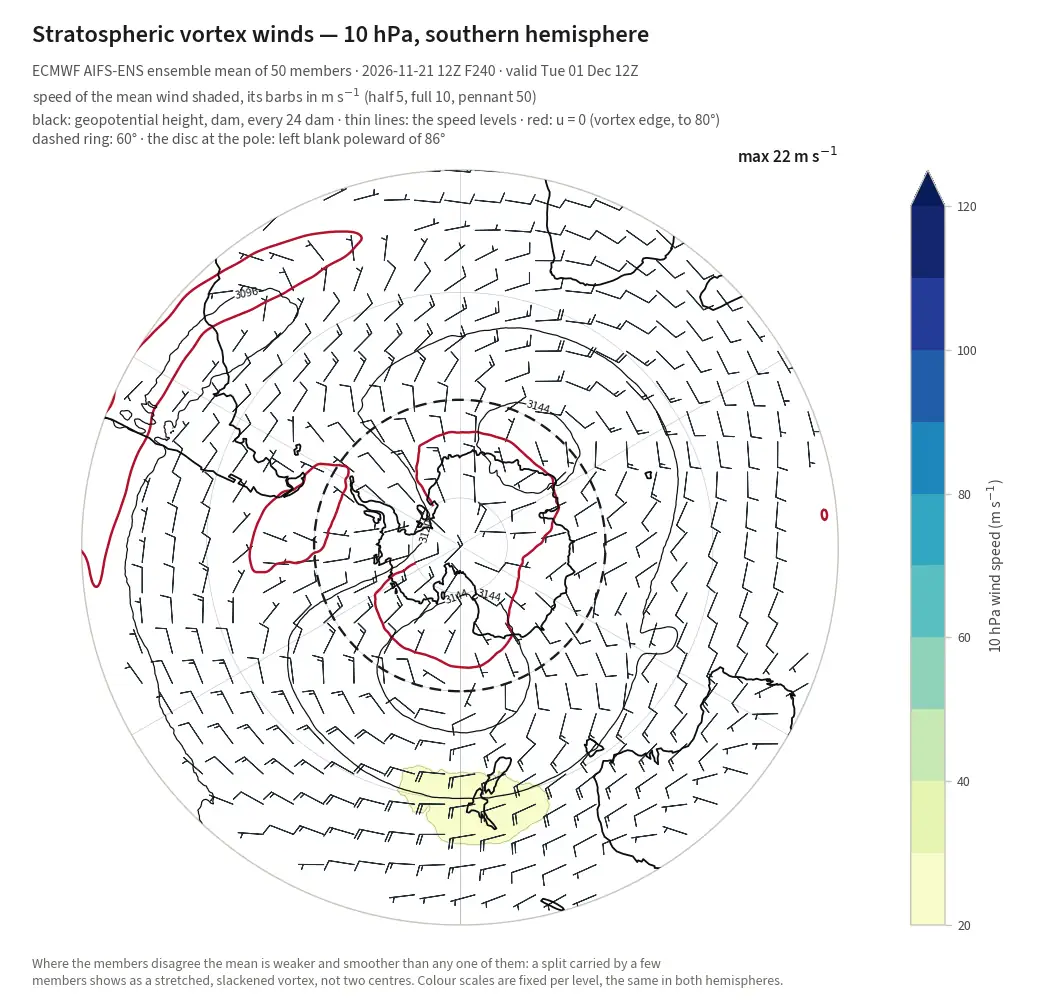 Stratospheric vortex winds — 10 hPa, southern hemisphere
ECMWF AIFS-ENS ensemble mean of 50 members · 2026-11-21 12Z F240 · valid Tue 01 Dec 12Z
speed of the mean wind shaded, its barbs in m s⁻¹ (half 5, full 10, pennant 50)
black: geopotential height, dam, every 24 dam · thin lines: the speed levels · red: u = 0 (vortex edge, to 80°)
dashed ring: 60° · the disc at the pole: left blank poleward of 86°
max 22 m s⁻¹
120
100
80
60
40
20
10 hPa wind speed (m s⁻¹)
3096
3144
3144
3144
Where the members disagree the mean is weaker and smoother than any one of them: a split carried by a few
members shows as a stretched, slackened vortex, not two centres. Colour scales are fixed per level, the same in both hemispheres.